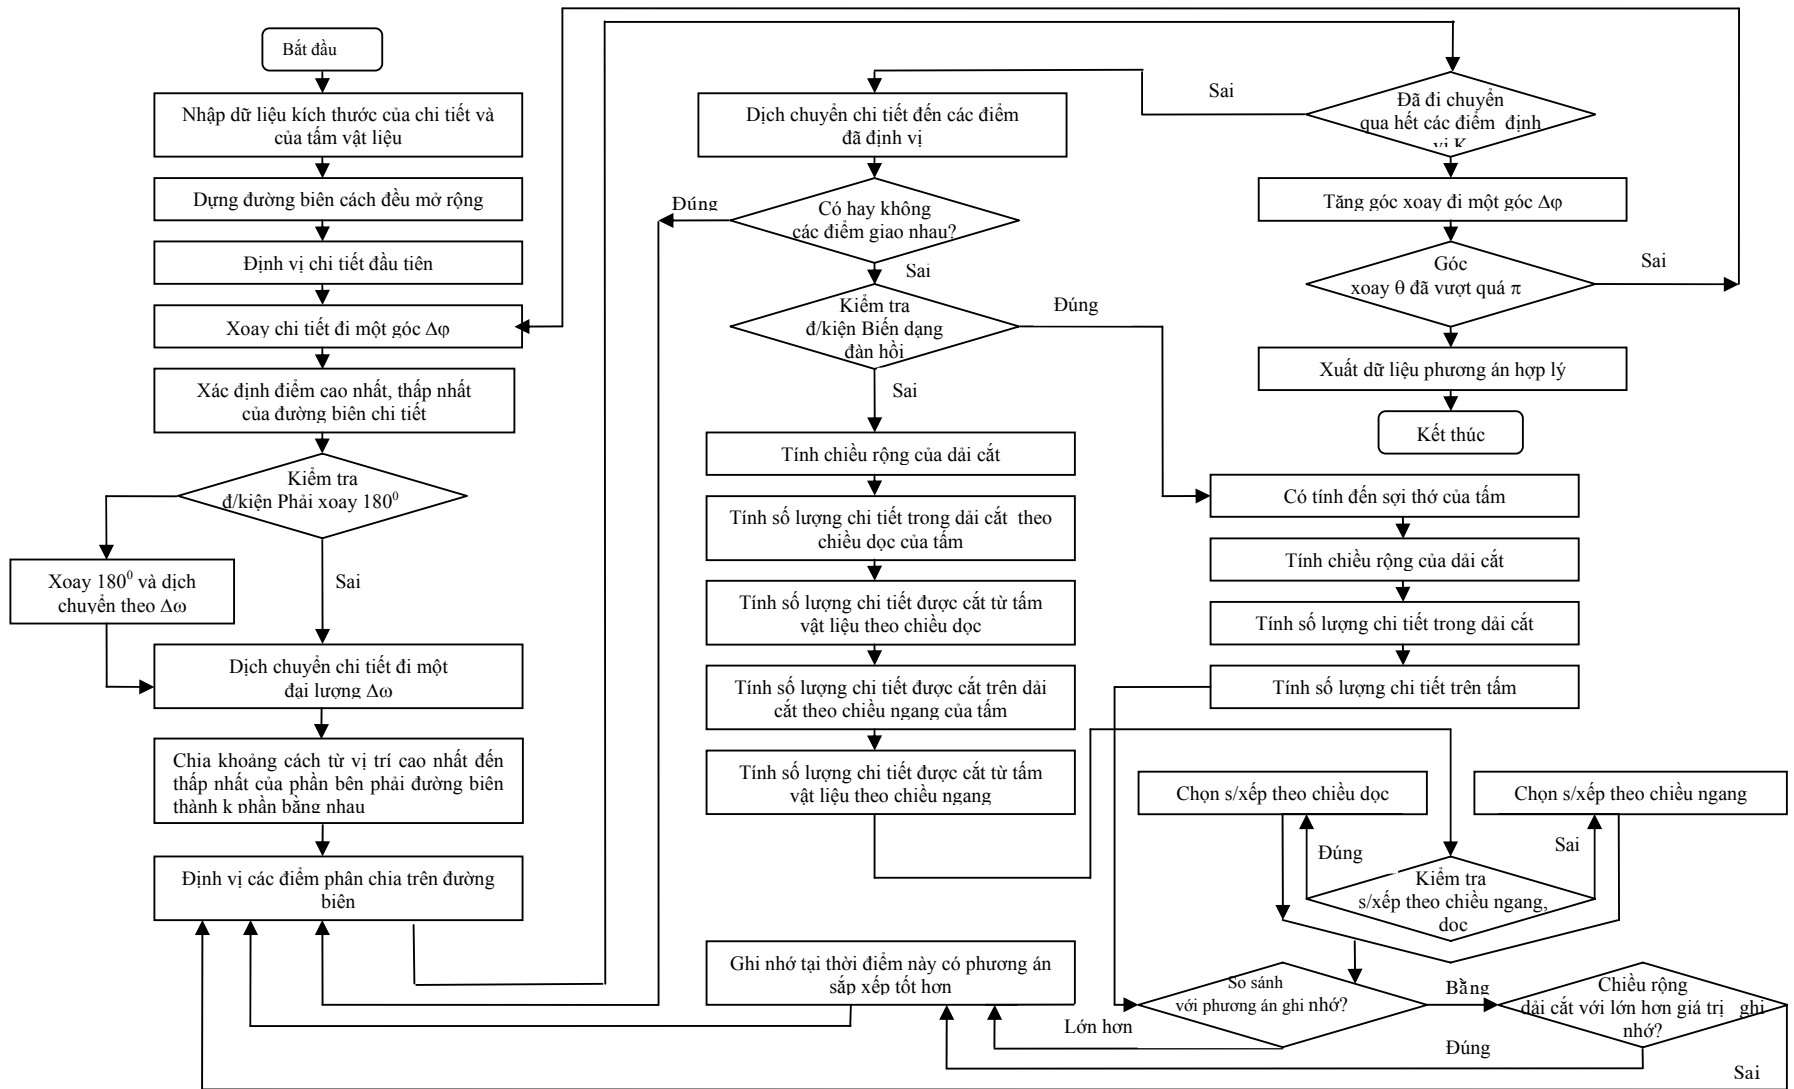 Bắt đầu
Nhập dữ liệu kích thước của chi tiết và
của tấm vật liệu
Dựng đường biên cách đều mở rộng
Định vị chi tiết đầu tiên
Xoay chi tiết đi một góc Δφ
Xác định điểm cao nhất, thấp nhất
của đường biên chi tiết
Kiểm tra
đ/kiện Phải xoay 180⁰
Xoay 180⁰ và dịch
chuyển theo Δω
Sai
Dịch chuyển chi tiết đi một
đại lượng Δω
Chia khoảng cách từ vị trí cao nhất đến
thấp nhất của phần bên phải đường biên
thành k phần bằng nhau
Định vị các điểm phân chia trên đường
biên
Dịch chuyển chi tiết đến các điểm
đã định vị
Đúng
Có hay không
các điểm giao nhau?
Sai
Kiểm tra
đ/kiện Biến dạng
đàn hồi
Đúng
Sai
Tính chiều rộng của dải cắt
Tính số lượng chi tiết trong dải cắt theo
chiều dọc của tấm
Tính số lượng chi tiết được cắt từ tấm
vật liệu theo chiều dọc
Tính số lượng chi tiết được cắt trên dải
cắt theo chiều ngang của tấm
Tính số lượng chi tiết được cắt từ tấm
vật liệu theo chiều ngang
Ghi nhớ tại thời điểm này có phương án
sắp xếp tốt hơn
Sai
Đã đi chuyển
qua hết các điểm định
vị K
Tăng góc xoay đi một góc Δφ
Góc
xoay θ đã vượt quá π
Sai
Xuất dữ liệu phương án hợp lý
Kết thúc
Có tính đến sợi thớ của tấm
Tính chiều rộng của dải cắt
Tính số lượng chi tiết trong dải cắt
Tính số lượng chi tiết trên tấm
Chọn s/xếp theo chiều dọc
Chọn s/xếp theo chiều ngang
Đúng
Sai
Kiểm tra
s/xếp theo chiều ngang,
dọc
So sánh
với phương án ghi nhớ?
Bằng
Lớn hơn
Chiều rộng
dải cắt với lớn hơn giá trị ghi
nhớ?
Đúng
Sai